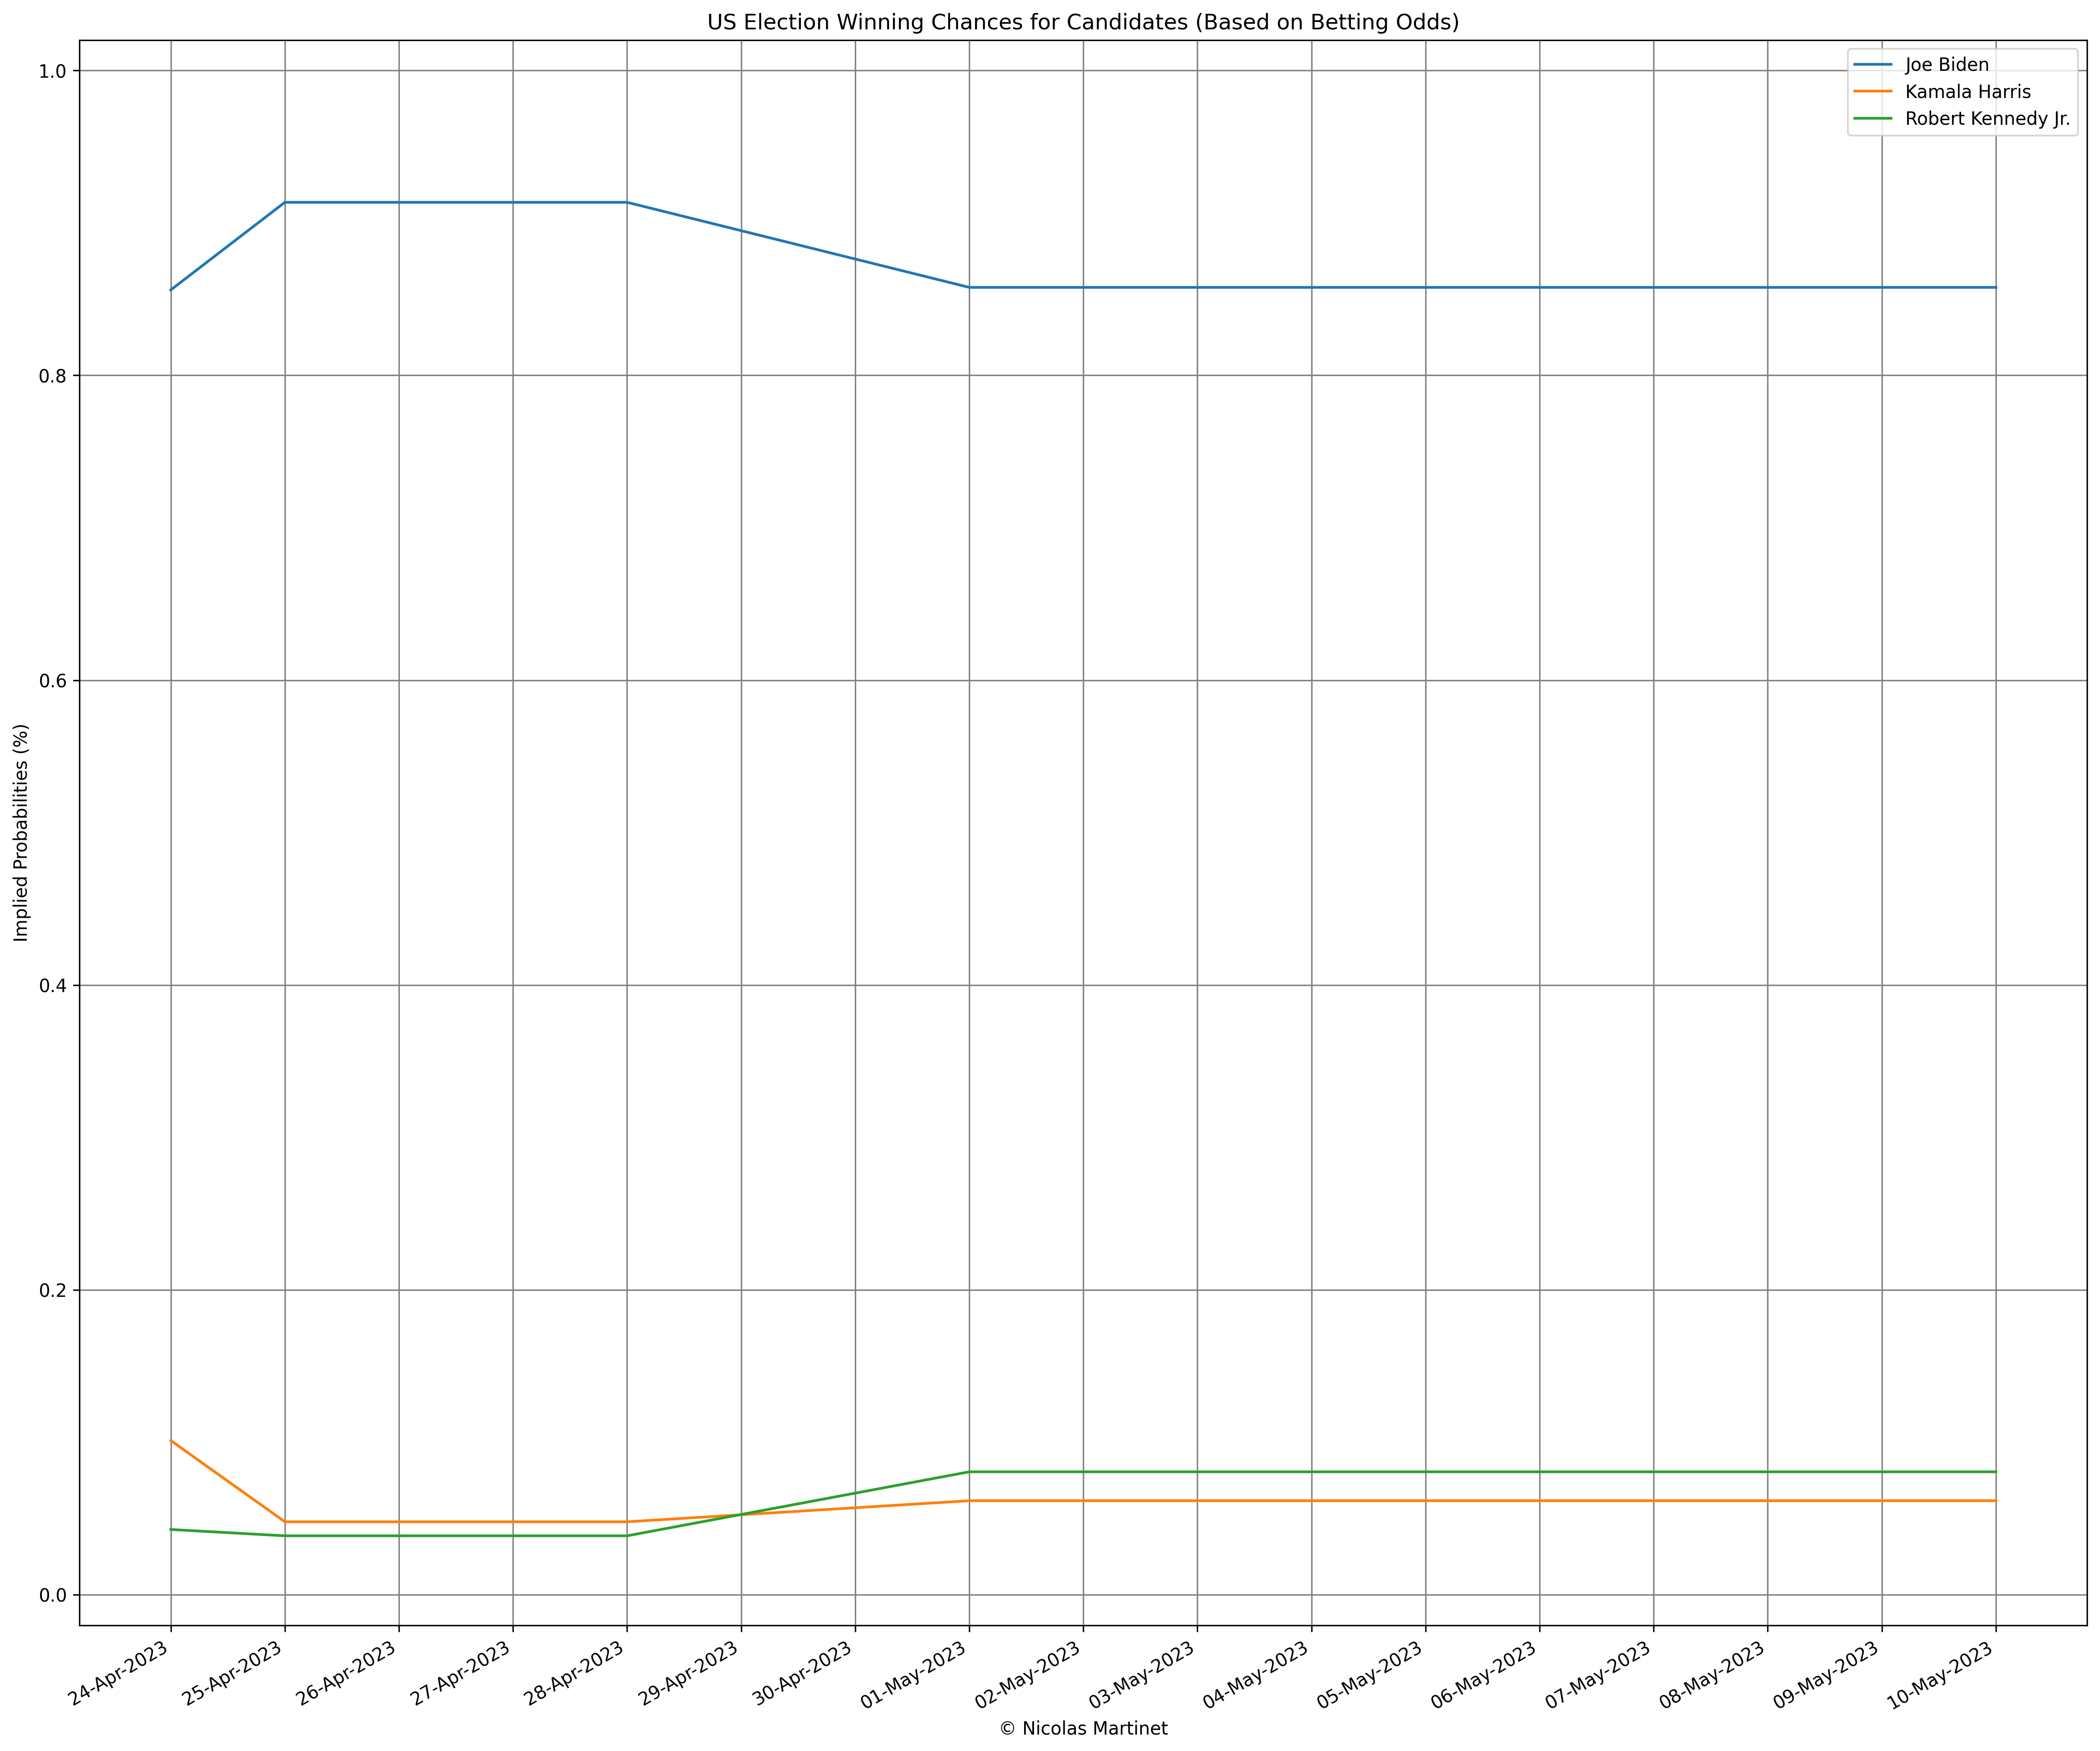 US Election Winning Chances for Candidates (Based on Betting Odds)
Joe Biden
Kamala Harris
Robert Kennedy Jr.
Implied Probabilities (%)
1.0
0.8
0.6
0.4
0.2
0.0
24-Apr-2023
25-Apr-2023
26-Apr-2023
27-Apr-2023
28-Apr-2023
29-Apr-2023
30-Apr-2023
01-May-2023
02-May-2023
03-May-2023
04-May-2023
05-May-2023
06-May-2023
07-May-2023
08-May-2023
09-May-2023
10-May-2023
© Nicolas Martinet